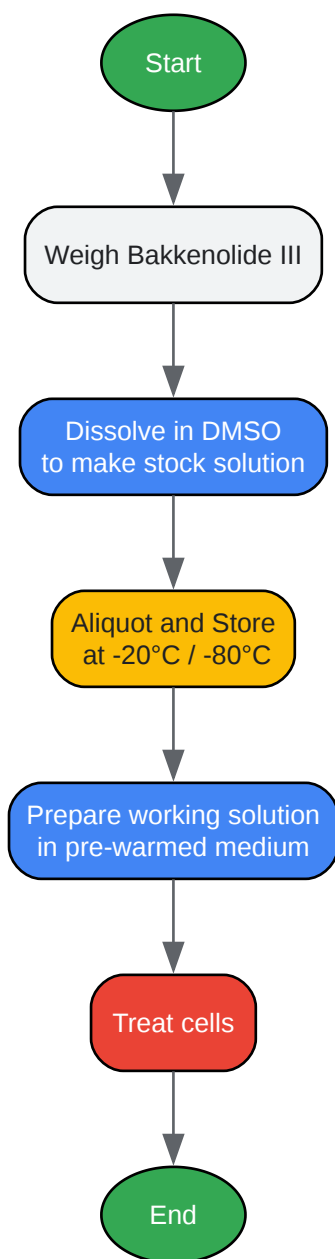 Start
Weigh Bakkenolide III
Dissolve in DMSO
to make stock solution
Aliquot and Store
at -20°C / -80°C
Prepare working solution
in pre-warmed medium
Treat cells
End